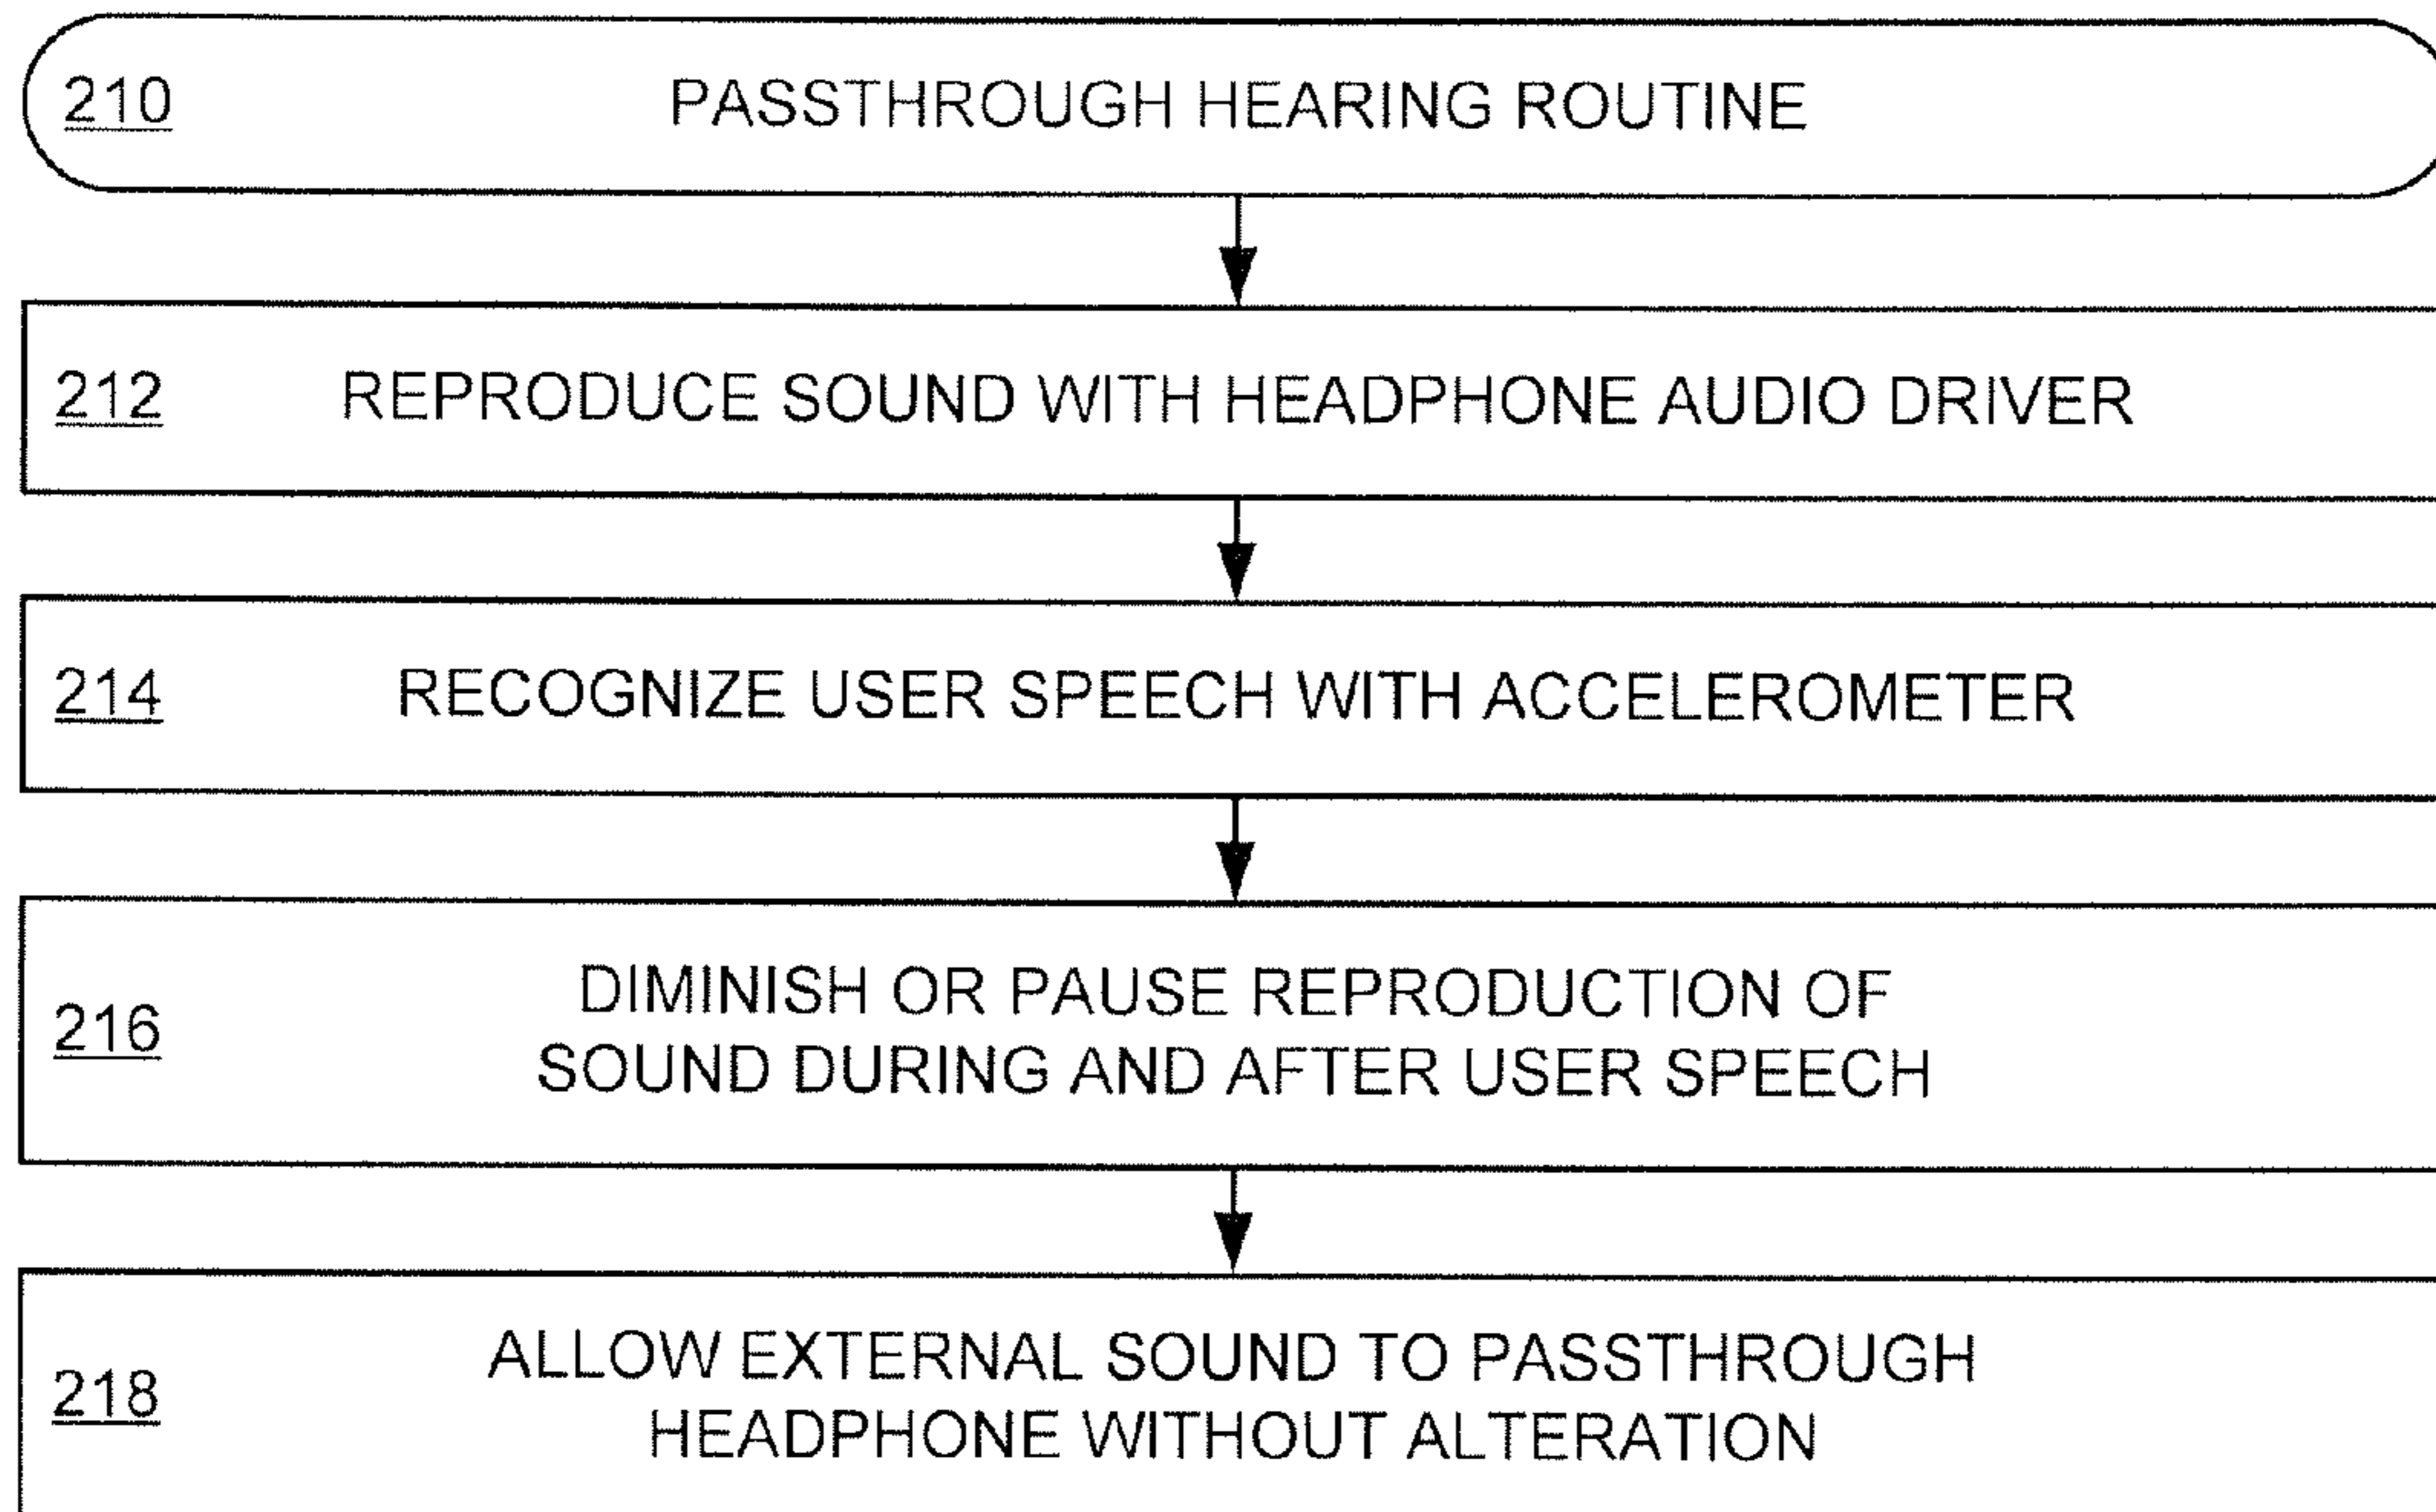 210 PASSTHROUGH HEARING ROUTINE
212 REPRODUCE SOUND WITH HEADPHONE AUDIO DRIVER
214 RECOGNIZE USER SPEECH WITH ACCELEROMETER
216
DIMINISH OR PAUSE REPRODUCTION OF
SOUND DURING AND AFTER USER SPEECH
218
ALLOW EXTERNAL SOUND TO PASSTHROUGH
HEADPHONE WITHOUT ALTERATION